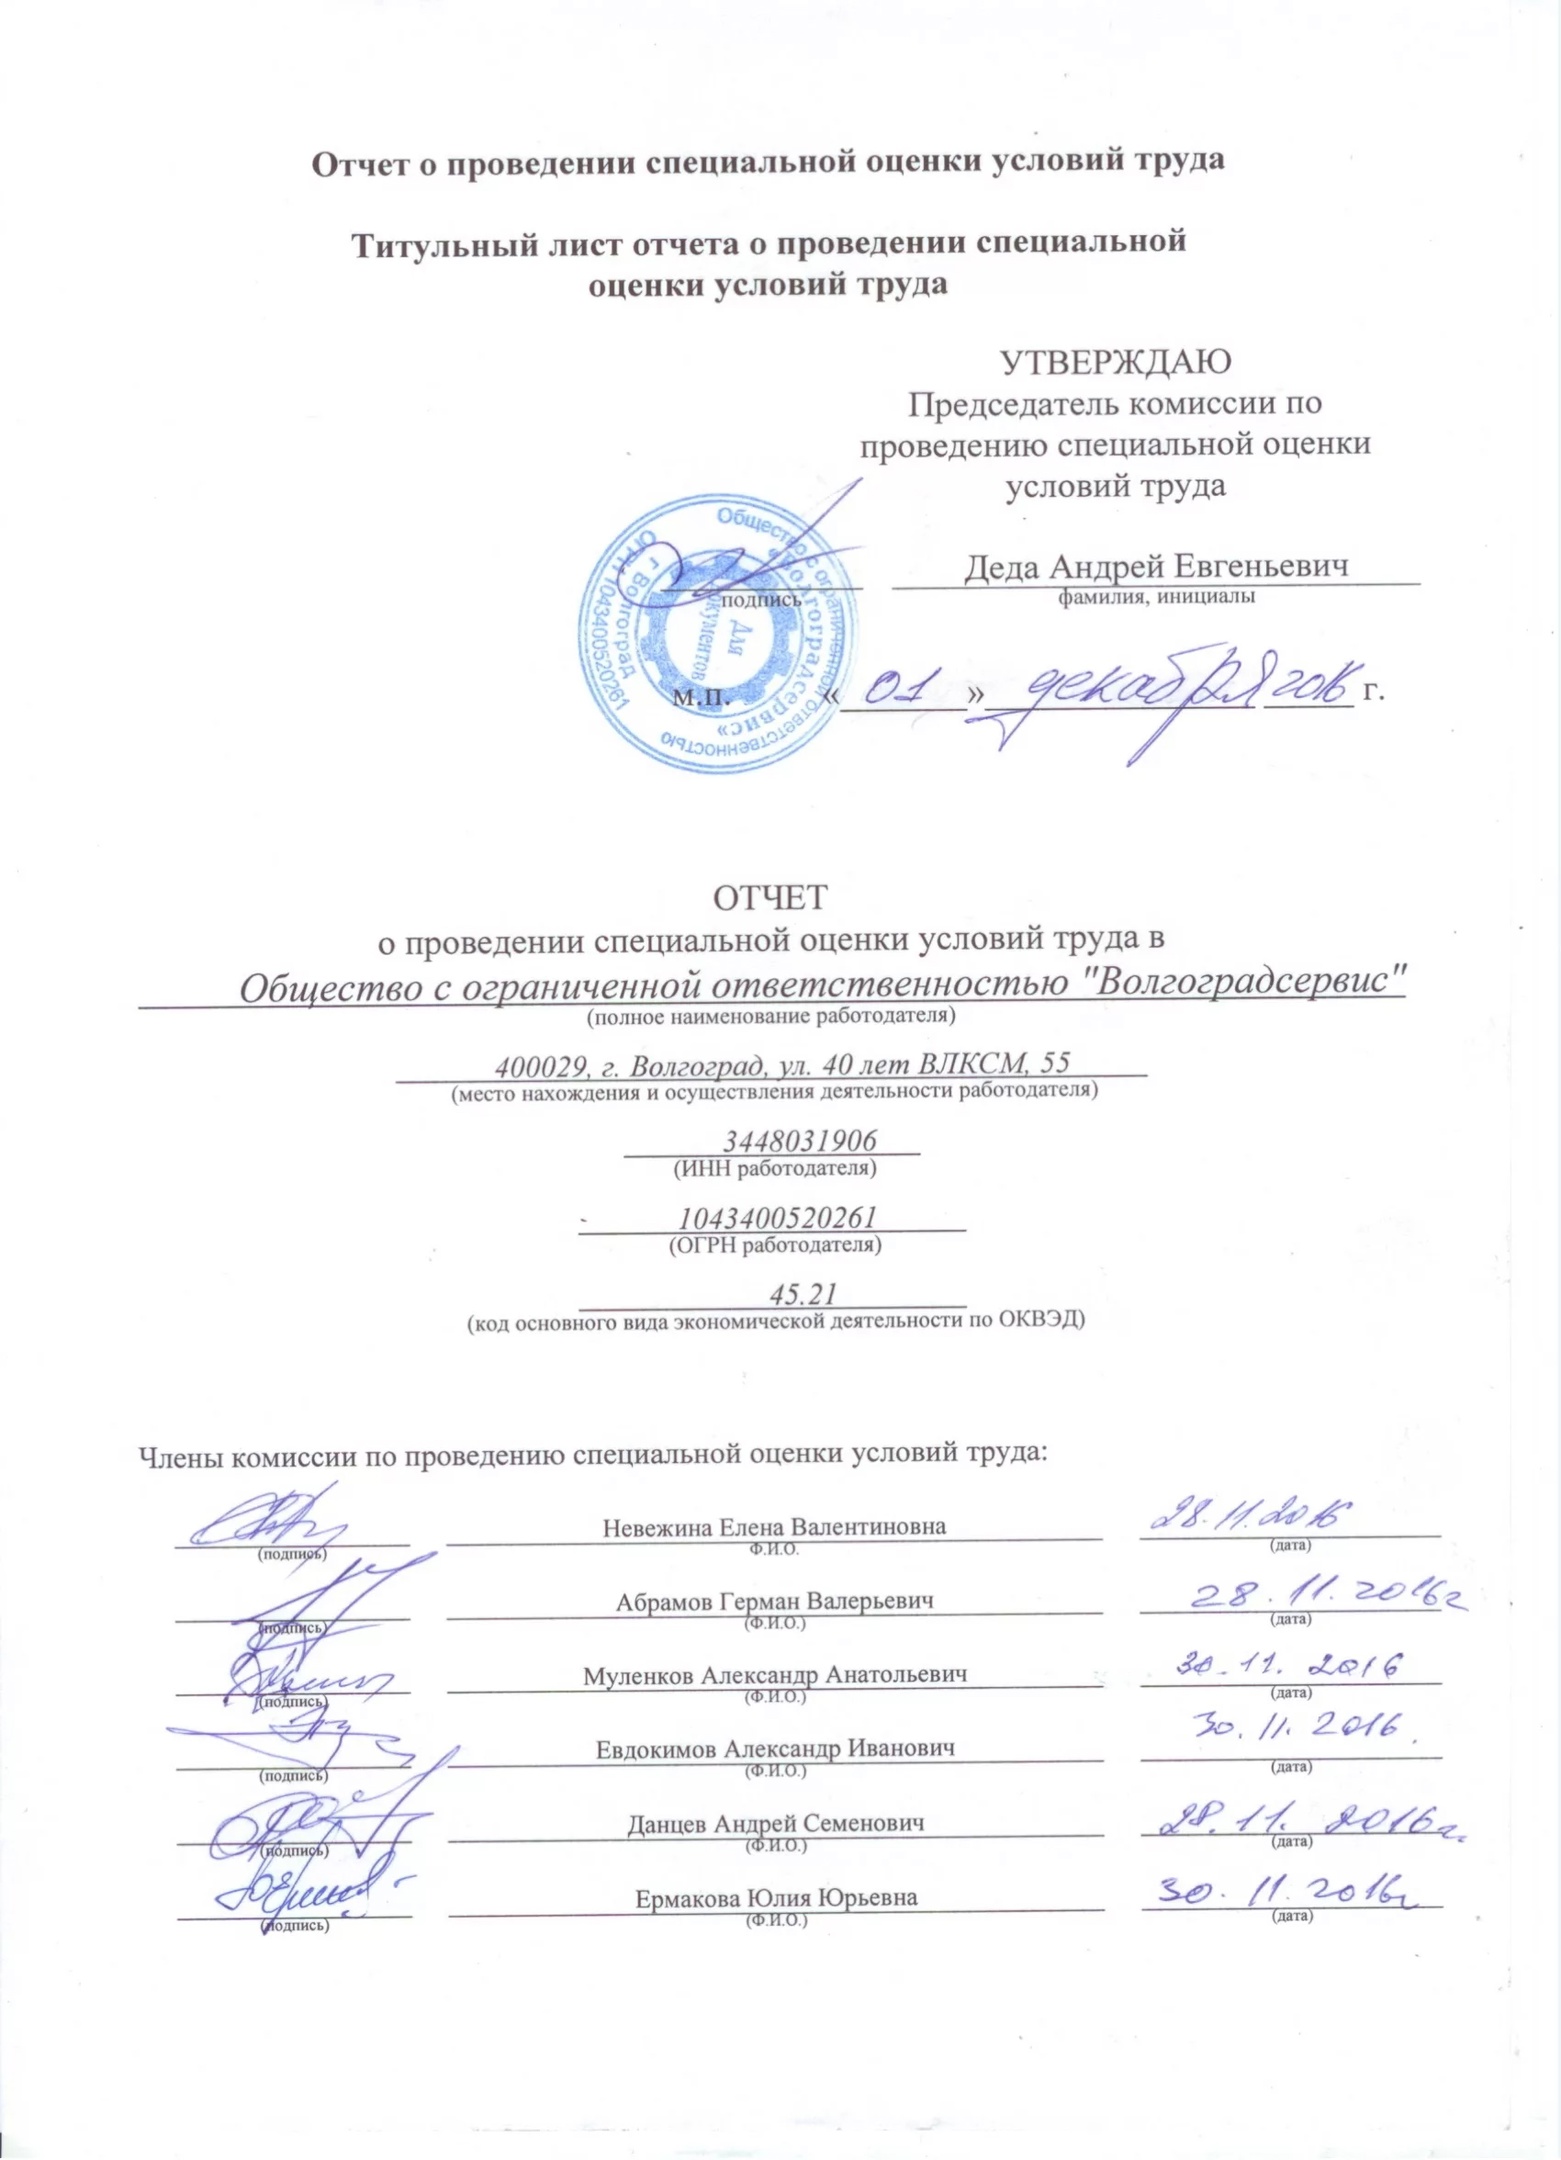 Отчет о проведении специальной оценки условий труда
Титульный лист отчета о проведении специальной
оценки условий труда
УТВЕРЖДАЮ
Председатель комиссии по
проведению специальной оценки
условий труда
Деда Андрей Евгеньевич
подпись фамилия, инициалы
Общество с ограниченной ответственностью
«Волгоградсервис»
ОГРН 1043400520261
г Волгоград
Для
документов
м.п. « 01 » декабря 2016 г.
ОТЧЕТ
о проведении специальной оценки условий труда в
Общество с ограниченной ответственностью "Волгоградсервис"
(полное наименование работодателя)
400029, г. Волгоград, ул. 40 лет ВЛКСМ, 55
(место нахождения и осуществления деятельности работодателя)
3448031906
(ИНН работодателя)
1043400520261
(ОГРН работодателя)
45.21
(код основного вида экономической деятельности по ОКВЭД)
Члены комиссии по проведению специальной оценки условий труда:
Невежина Елена Валентиновна 28.11.2016
(подпись) Ф.И.О. (дата)
Абрамов Герман Валерьевич 28.11.2016г
(подпись) (Ф.И.О.) (дата)
Муленков Александр Анатольевич 30.11.2016
(подпись) (Ф.И.О.) (дата)
Евдокимов Александр Иванович 30.11.2016.
(подпись) (Ф.И.О.) (дата)
Данцев Андрей Семенович 28.11.2016г.
(подпись) (Ф.И.О.) (дата)
Ермакова Юлия Юрьевна 30.11.2016г
(подпись) (Ф.И.О.) (дата)